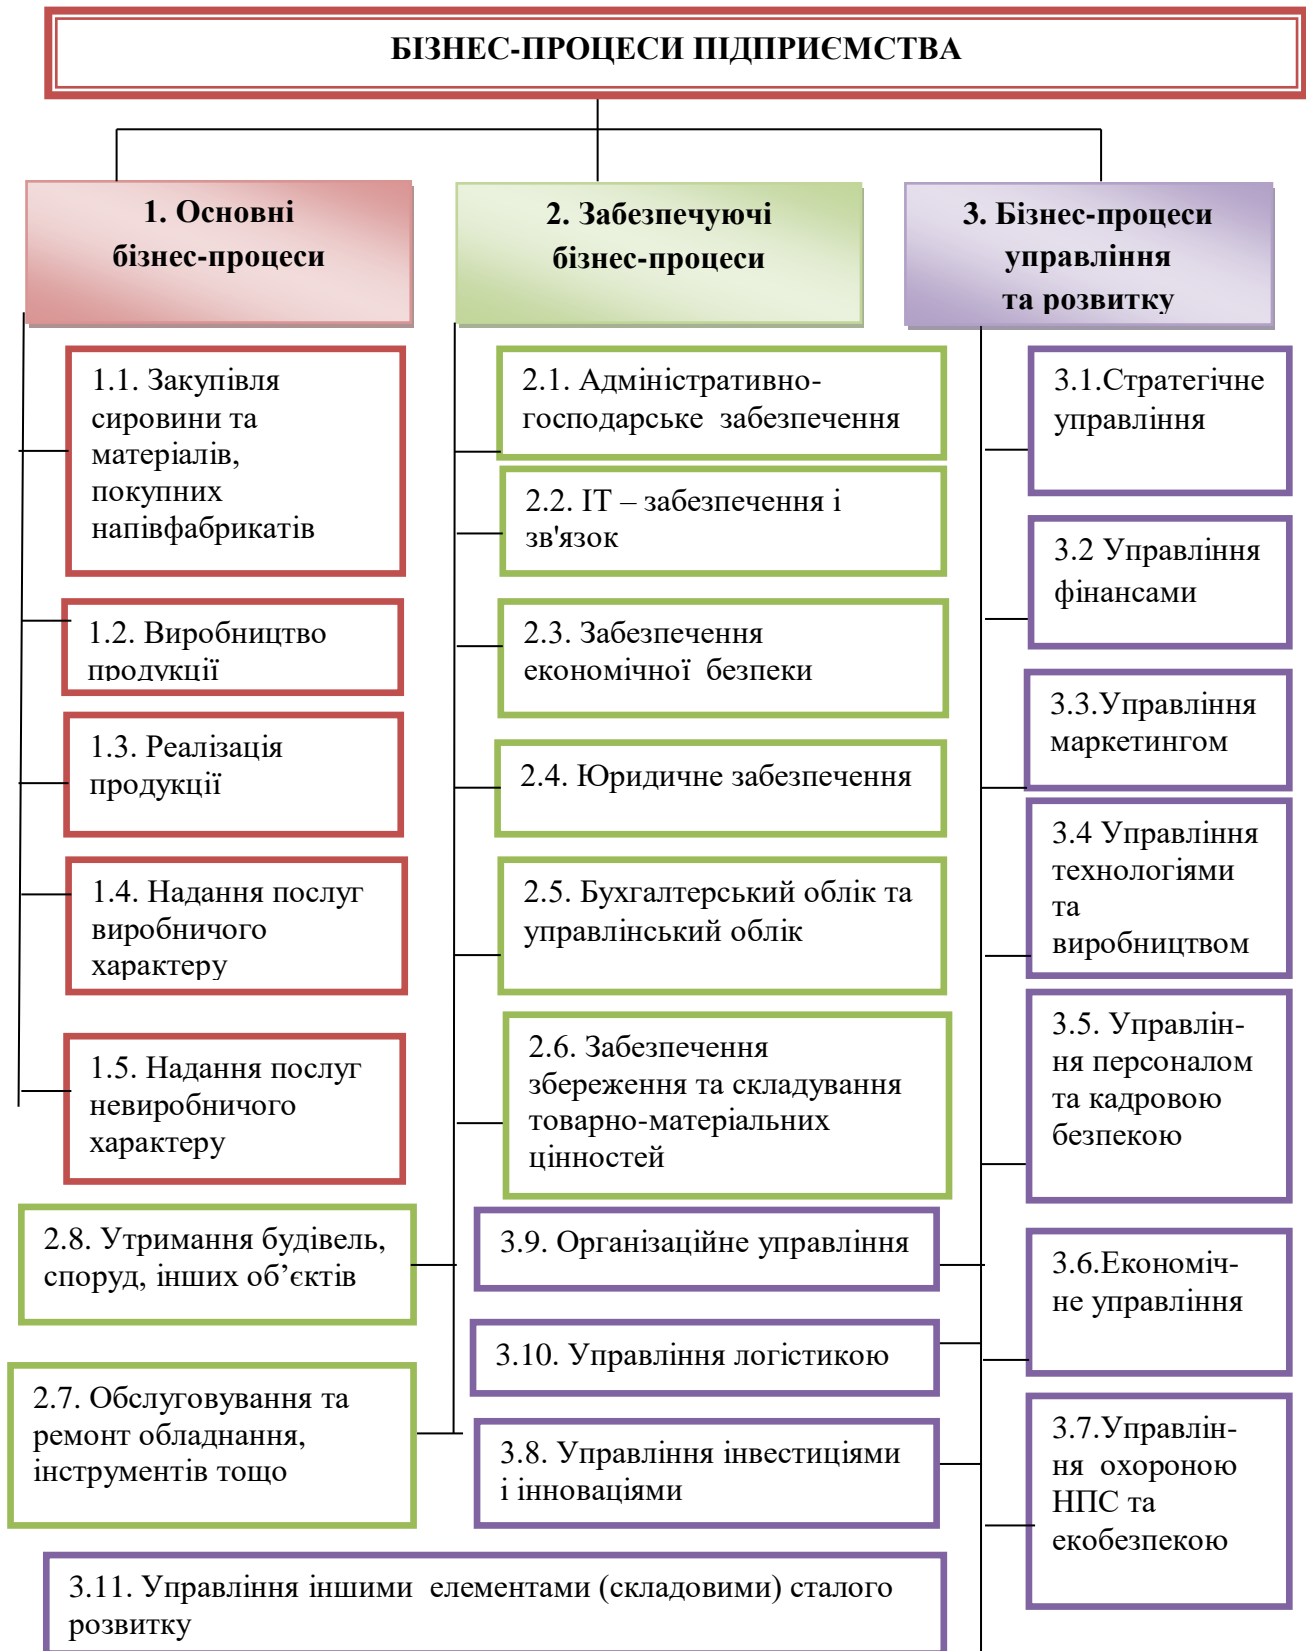 БІЗНЕС-ПРОЦЕСИ ПІДПРИЄМСТВА
1. Основні
бізнес-процеси
2. Забезпечуючі
бізнес-процеси
3. Бізнес-процеси
управління
та розвитку
1.1. Закупівля
сировини та
матеріалів,
покупних
напівфабрикатів
1.2. Виробництво
продукції
1.3. Реалізація
продукції
1.4. Надання послуг
виробничого
характеру
1.5. Надання послуг
невиробничого
характеру
2.1. Адміністративно-
господарське забезпечення
2.2. ІТ – забезпечення і
зв'язок
2.3. Забезпечення
економічної безпеки
2.4. Юридичне забезпечення
2.5. Бухгалтерський облік та
управлінський облік
2.6. Забезпечення
збереження та складування
товарно-матеріальних
цінностей
2.8. Утримання будівель,
споруд, інших об’єктів
2.7. Обслуговування та
ремонт обладнання,
інструментів тощо
3.1.Стратегічне
управління
3.2 Управління
фінансами
3.3.Управління
маркетингом
3.4 Управління
технологіями
та
виробництвом
3.5. Управлін-
ня персоналом
та кадровою
безпекою
3.6.Економіч-
не управління
3.7.Управлін-
ня охороною
НПС та
екобезпекою
3.9. Організаційне управління
3.10. Управління логістикою
3.8. Управління інвестиціями
і інноваціями
3.11. Управління іншими елементами (складовими) сталого
розвитку